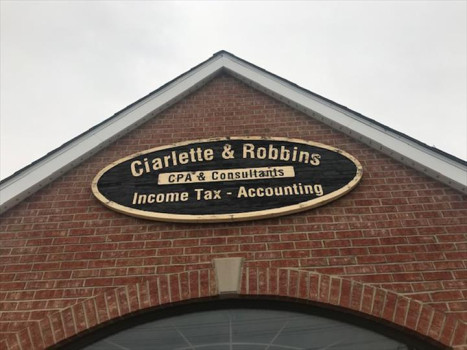 Ciarlette & Robbins
CPA & Consultants
Income Tax - Accounting